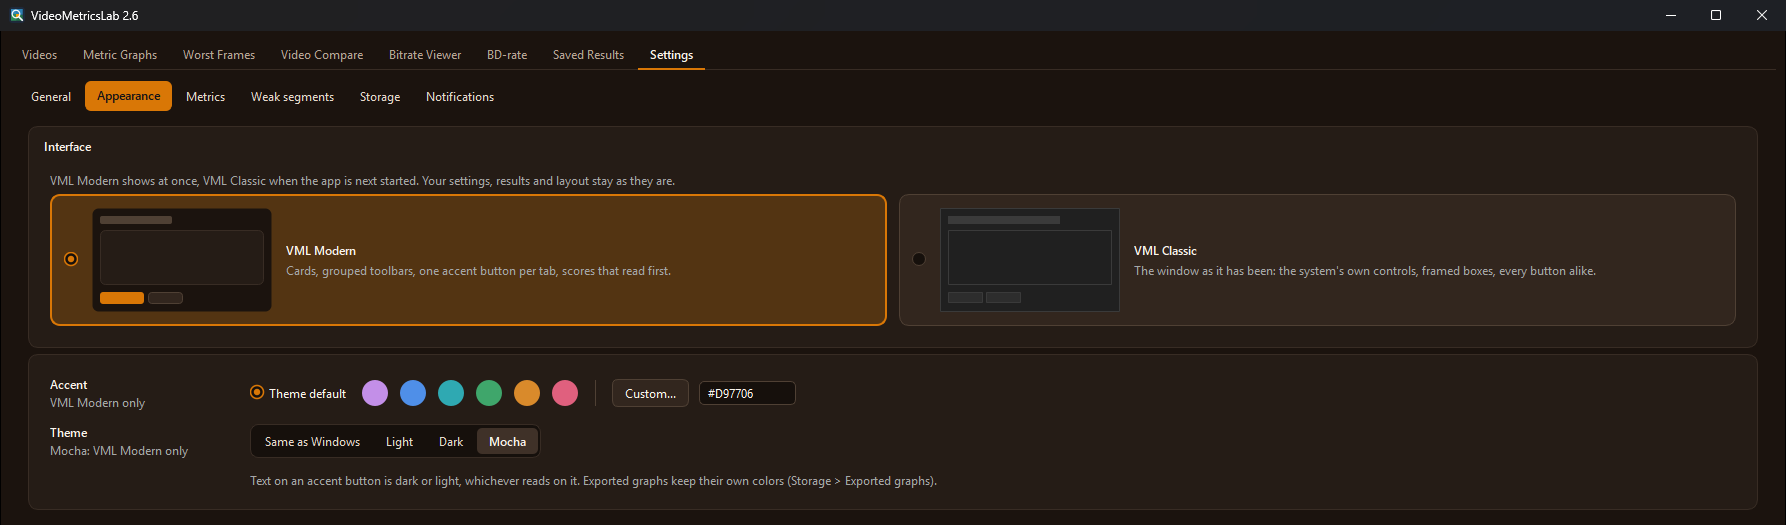 VideoMetricsLab 2.6
Videos Metric Graphs Worst Frames Video Compare Bitrate Viewer BD-rate Saved Results Settings
General Appearance Metrics Weak segments Storage Notifications
Interface
VML Modern shows at once, VML Classic when the app is next started. Your settings, results and layout stay as they are.
VML Modern
Cards, grouped toolbars, one accent button per tab, scores that read first.
VML Classic
The window as it has been: the system's own controls, framed boxes, every button alike.
Accent
VML Modern only
Theme default Custom... #D97706
Theme
Mocha: VML Modern only
Same as Windows Light Dark Mocha
Text on an accent button is dark or light, whichever reads on it. Exported graphs keep their own colors (Storage > Exported graphs).